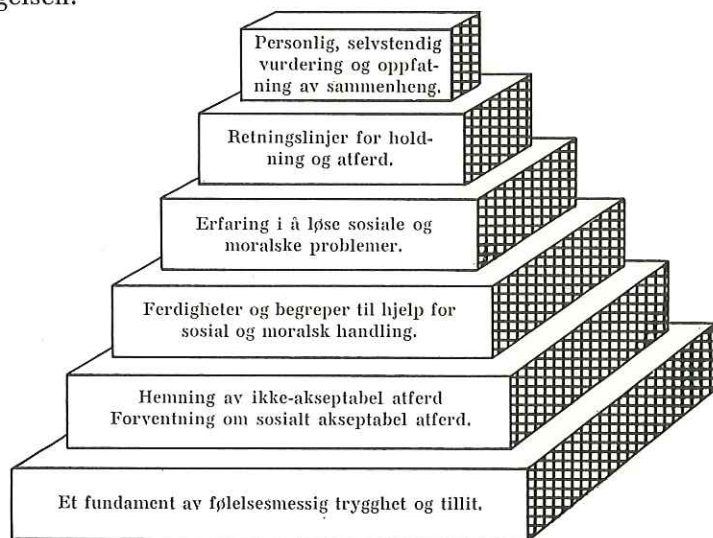 gelsen.
Personlig, selvstendig
vurdering og oppfat-
ning av sammenheng.
Retningslinjer for hold-
ning og atferd.
Erfaring i å løse sosiale og
moralske problemer.
Ferdigheter og begreper til hjelp for
sosial og moralsk handling.
Hemning av ikke-akseptabel atferd
Forventning om sosialt akseptabel atferd.
Et fundament av følelsesmessig trygghet og tillit.